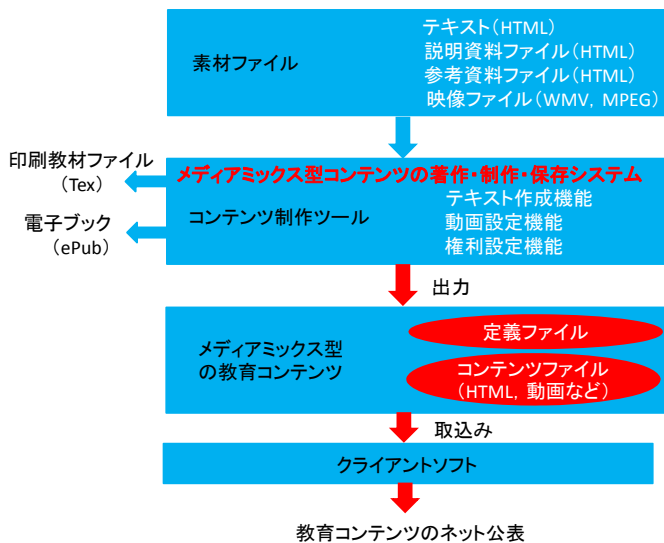 素材ファイル
テキスト(HTML)
説明資料ファイル(HTML)
参考資料ファイル(HTML)
映像ファイル(WMV, MPEG)
印刷教材ファイル
(Tex)
電子ブック
(ePub)
メディアミックス型コンテンツの著作・制作・保存システム
コンテンツ制作ツール
テキスト作成機能
動画設定機能
権利設定機能
出力
メディアミックス型
の教育コンテンツ
定義ファイル
コンテンツファイル
(HTML, 動画など)
取込み
クライアントソフト
教育コンテンツのネット公表